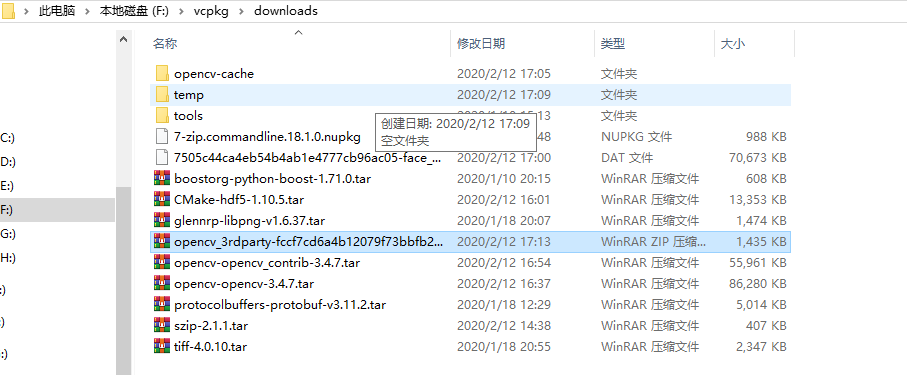 此电脑 › 本地磁盘 (F:) › vcpkg › downloads
名称 修改日期 类型 大小
opencv-cache 2020/2/12 17:05 文件夹
temp 2020/2/12 17:09 文件夹
tools 文件夹
创建日期: 2020/2/12 17:09
空文件夹
7-zip.commandline.18.1.0.nupkg 48 NUPKG 文件 988 KB
C:)
7505c44ca4eb54b4ab1e4777cb96ac05-face_... 2020/2/12 17:00 DAT 文件 70,673 KB
D:)
boostorg-python-boost-1.71.0.tar 2020/1/10 20:15 WinRAR 压缩文件 608 KB
E:)
CMake-hdf5-1.10.5.tar 2020/2/12 16:01 WinRAR 压缩文件 13,353 KB
F:)
glennrp-libpng-v1.6.37.tar 2020/1/18 20:07 WinRAR 压缩文件 1,474 KB
G:)
opencv_3rdparty-fccf7cd6a4b12079f73bbfb2... 2020/2/12 17:13 WinRAR ZIP 压缩... 1,435 KB
H:)
opencv-opencv_contrib-3.4.7.tar 2020/2/12 16:54 WinRAR 压缩文件 55,961 KB
opencv-opencv-3.4.7.tar 2020/2/12 16:37 WinRAR 压缩文件 86,280 KB
:)
protocolbuffers-protobuf-v3.11.2.tar 2020/1/18 12:29 WinRAR 压缩文件 5,014 KB
:)
szip-2.1.1.tar 2020/2/12 14:38 WinRAR 压缩文件 407 KB
tiff-4.0.10.tar 2020/1/18 20:55 WinRAR 压缩文件 2,347 KB
:)